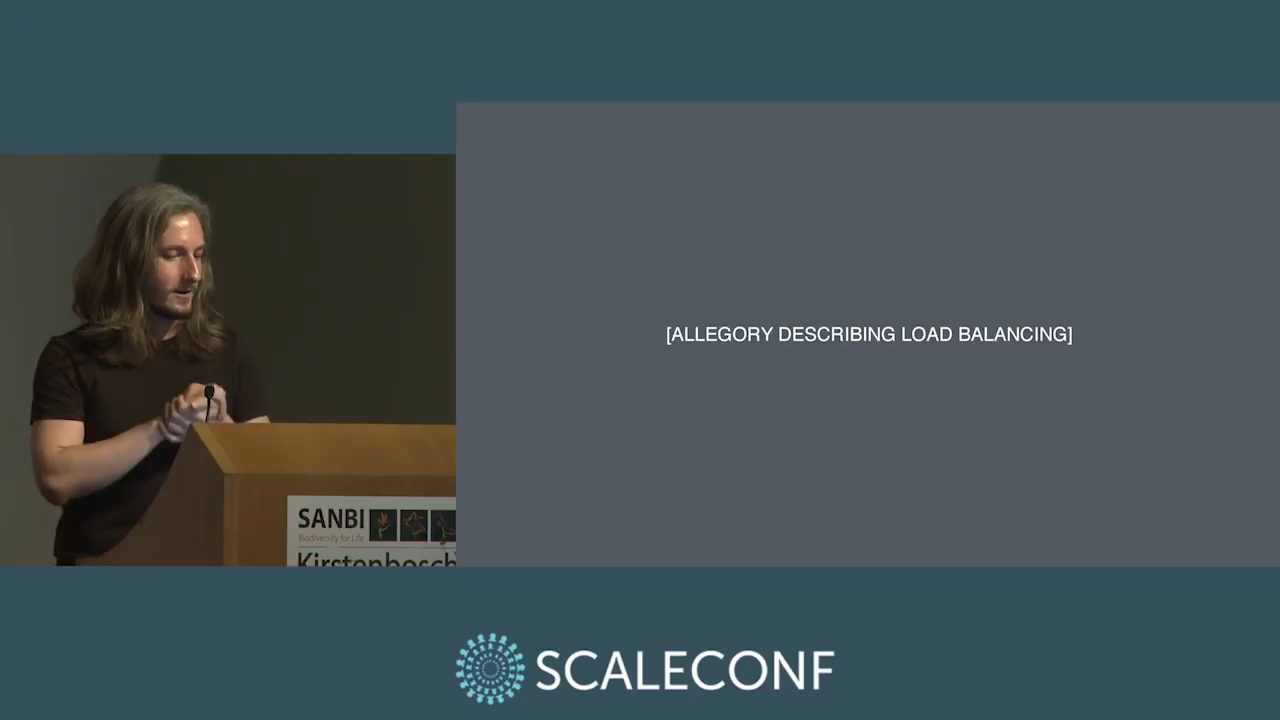 [ALLEGORY DESCRIBING LOAD BALANCING]
SANBI
Biodiversity for Life
Kirstenbosch
SCALECONF